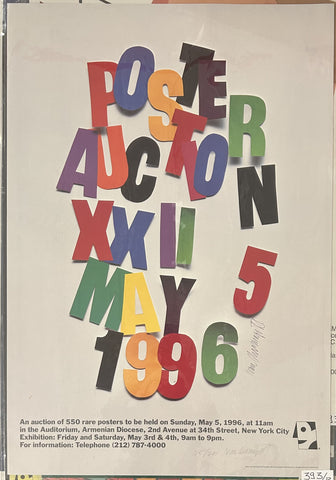 POSTER
AUCTION
XXII
MAY 5
1996
An auction of 550 rare posters to be held on Sunday, May 5, 1996, at 11am
in the Auditorium, Armenian Diocese, 2nd Avenue at 34th Street, New York City
Exhibition: Friday and Saturday, May 3rd & 4th, 9am to 9pm.
For information: Telephone (212) 787-4000